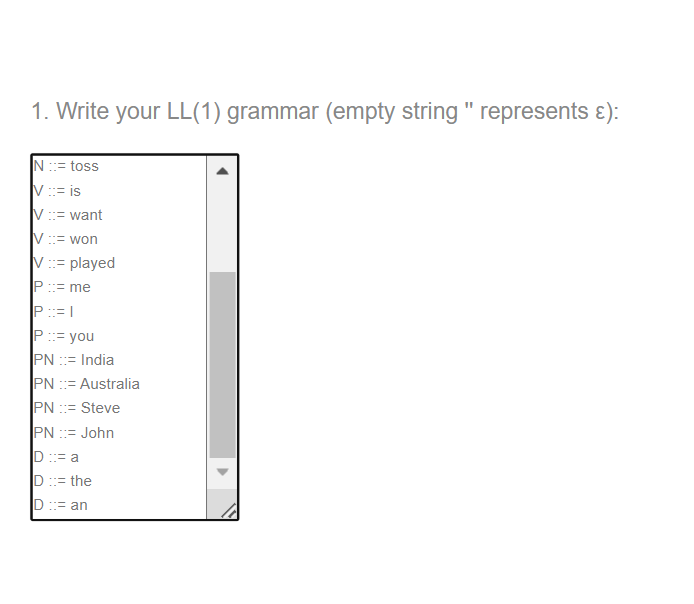 1. Write your LL(1) grammar (empty string '' represents ε):
N ::= toss
V ::= is
V ::= want
V ::= won
V ::= played
P ::= me
P ::= I
P ::= you
PN ::= India
PN ::= Australia
PN ::= Steve
PN ::= John
D ::= a
D ::= the
D ::= an